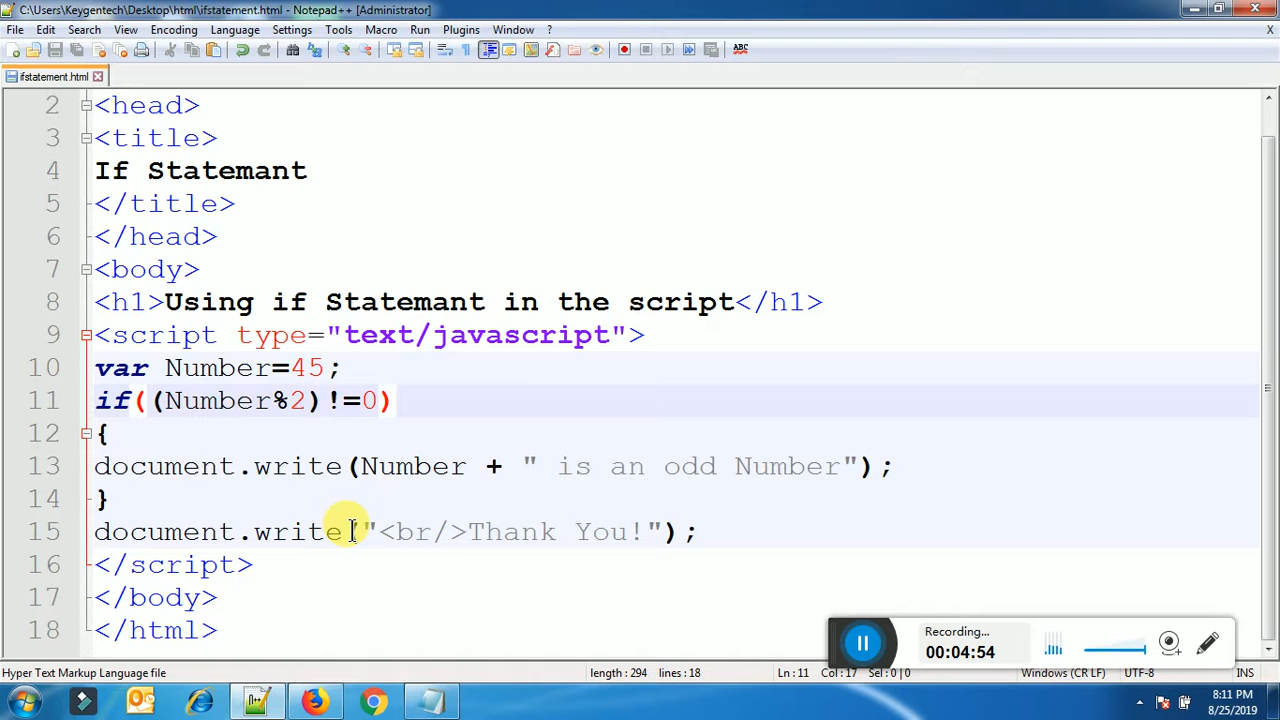 C:\Users\Keygentech\Desktop\html\ifstatement.html - Notepad++ [Administrator]
File Edit Search View Encoding Language Settings Tools Macro Run Plugins Window ? X
ABC
ifstatement.html
2 <head>
3 <title>
4 If Statemant
5 </title>
6 </head>
7 <body>
8 <h1>Using if Statemant in the script</h1>
9 <script type="text/javascript">
10 var Number=45;
11 if((Number%2)!=0)
12 {
13 document.write(Number + " is an odd Number");
14 }
15 document.write("<br/>Thank You!");
16 </script>
17 </body>
18 </html>
Recording...
00:04:54
Hyper Text Markup Language file length : 294 lines : 18 Ln : 11 Col : 17 Sel : 0 | 0 Windows (CR LF) UTF-8 INS
8:11 PM
8/25/2019